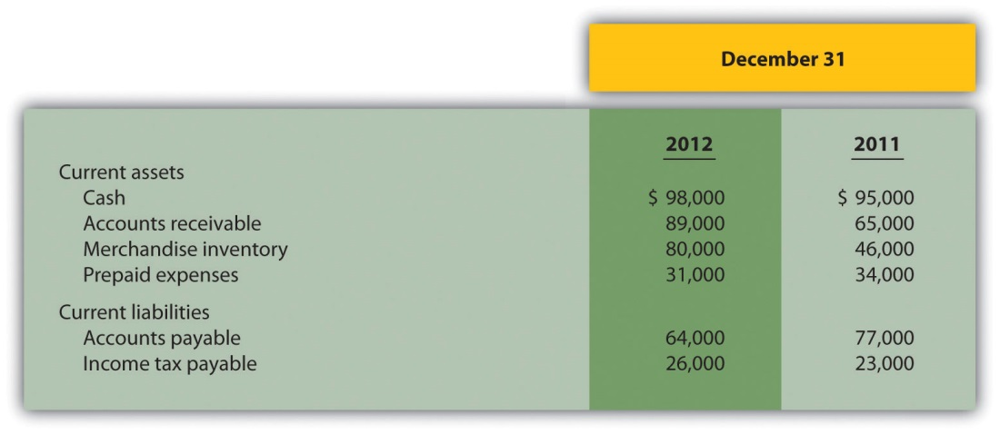 December 31
2012 2011
Current assets
Cash $ 98,000 $ 95,000
Accounts receivable 89,000 65,000
Merchandise inventory 80,000 46,000
Prepaid expenses 31,000 34,000
Current liabilities
Accounts payable 64,000 77,000
Income tax payable 26,000 23,000